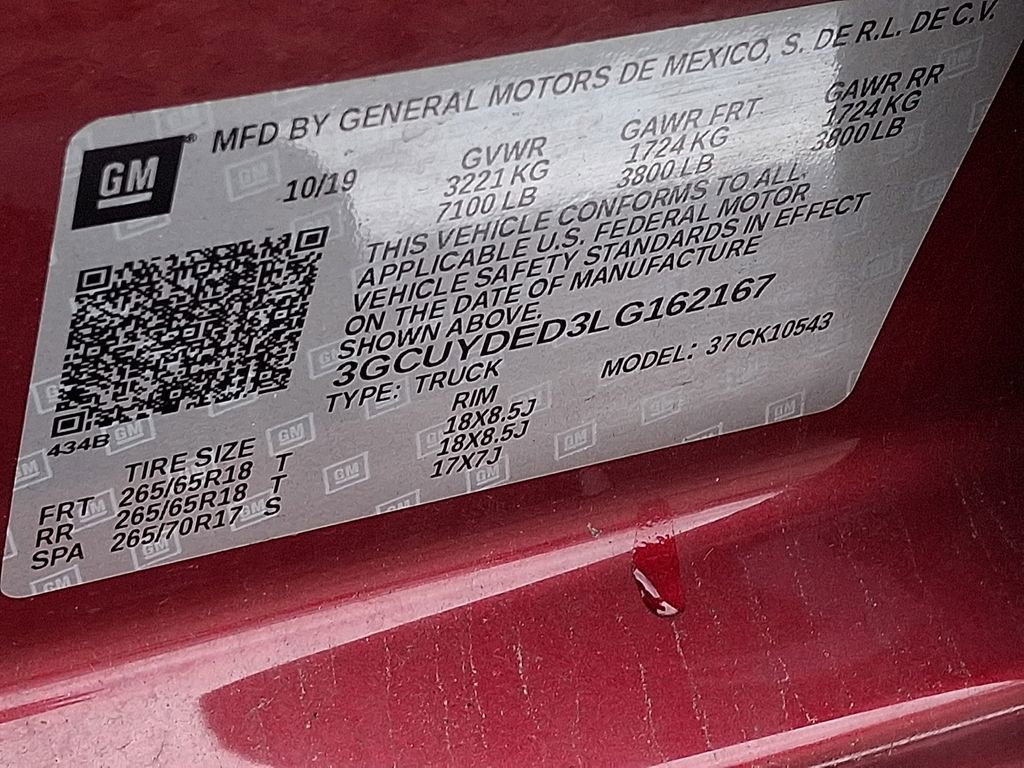 GM® MFD BY GENERAL MOTORS DE MEXICO, S. DE R.L. DE C.V.
10/19 GVWR GAWR FRT GAWR RR
3221 KG 1724 KG 1724 KG
7100 LB 3800 LB 3800 LB
THIS VEHICLE CONFORMS TO ALL
APPLICABLE U.S. FEDERAL MOTOR
VEHICLE SAFETY STANDARDS IN EFFECT
ON THE DATE OF MANUFACTURE
SHOWN ABOVE.
3GCUYDED3LG162167
TYPE: TRUCK MODEL: 37CK10543
434B
TIRE SIZE RIM
FRT 265/65R18 T 18X8.5J
RR 265/65R18 T 18X8.5J
SPA 265/70R17 S 17X7J